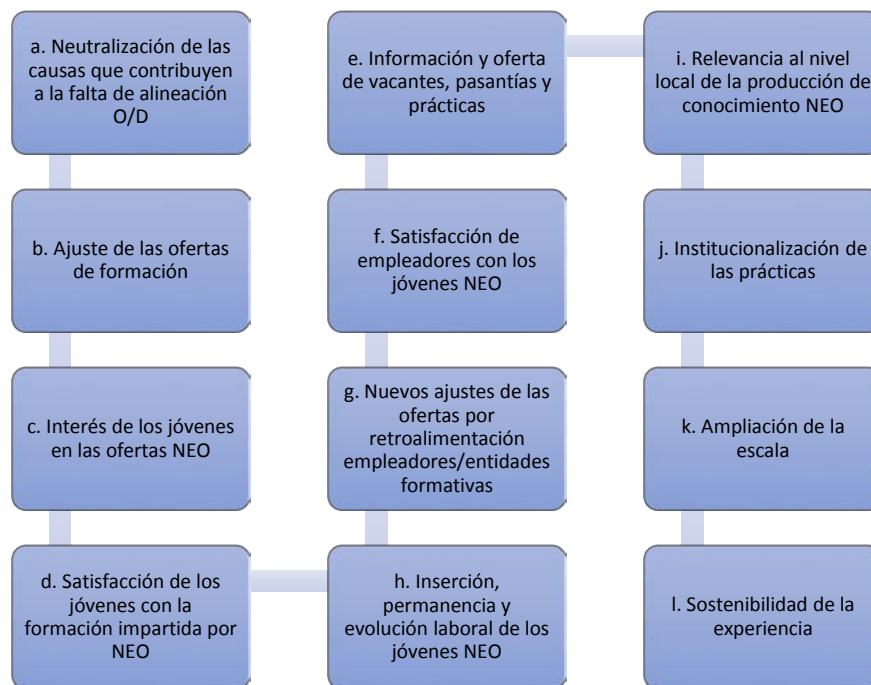 a. Neutralización de las
causas que contribuyen
a la falta de alineación
O/D
b. Ajuste de las ofertas
de formación
c. Interés de los jóvenes
en las ofertas NEO
d. Satisfacción de los
jóvenes con la
formación impartida por
NEO
e. Información y oferta
de vacantes, pasantías y
prácticas
f. Satisfacción de
empleadores con los
jóvenes NEO
g. Nuevos ajustes de las
ofertas por
retroalimentación
empleadores/entidades
formativas
h. Inserción,
permanencia y
evolución laboral de los
jóvenes NEO
i. Relevancia al nivel
local de la producción de
conocimiento NEO
j. Institucionalización de
las prácticas
k. Ampliación de la
escala
l. Sostenibilidad de la
experiencia